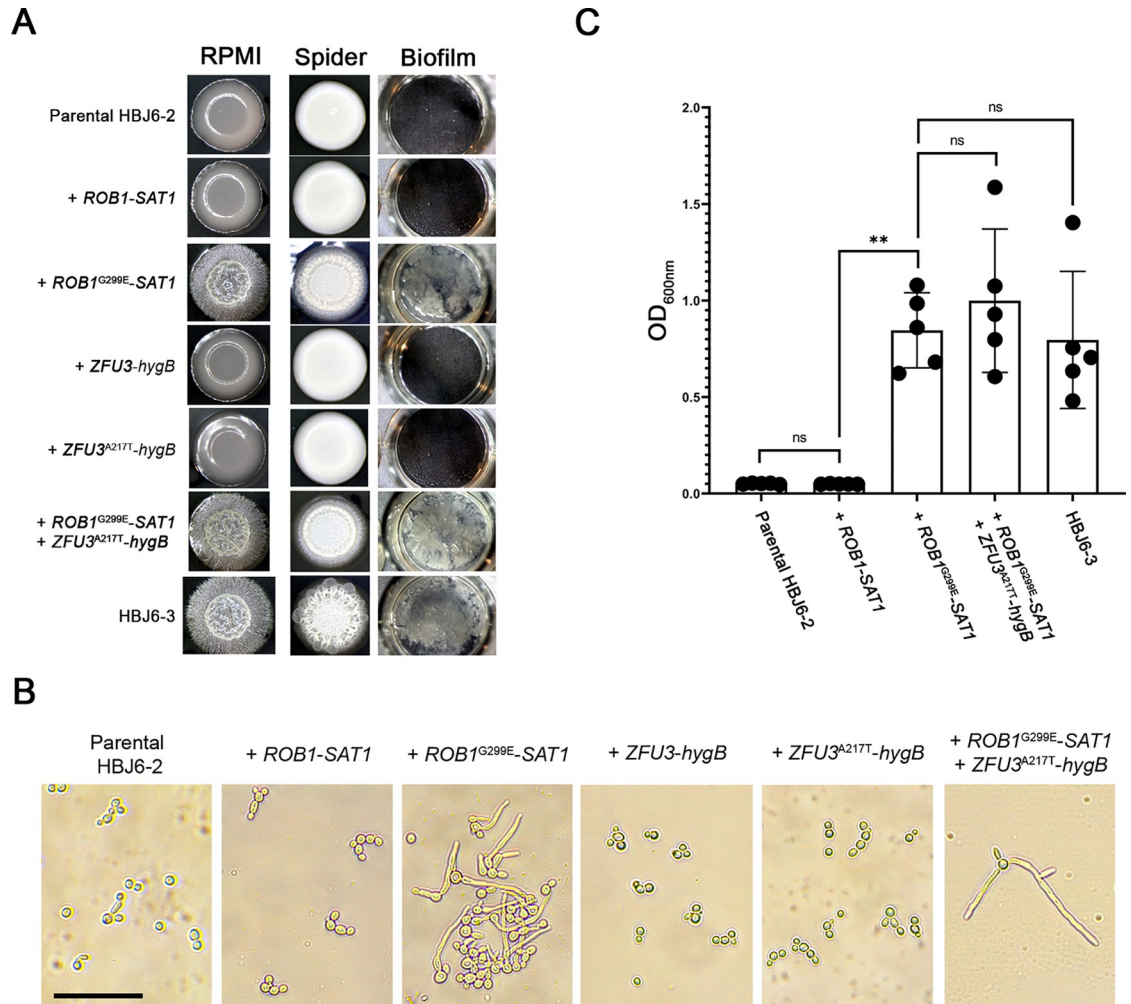 A
RPMI Spider Biofilm
Parental HBJ6-2
+ ROB1-SAT1
+ ROB1G299E-SAT1
+ ZFU3-hygB
+ ZFU3A217T-hygB
+ ROB1G299E-SAT1
+ ZFU3A217T-hygB
HBJ6-3
C
OD600nm
2.0
1.5
1.0
0.5
0.0
ns
ns
**
ns
Parental HBJ6-2
+ ROB1-SAT1
+ ROB1G299E-SAT1
+ ROB1G299E-SAT1
+ ZFU3A217T-hygB
HBJ6-3
B
Parental
HBJ6-2
+ ROB1-SAT1
+ ROB1G299E-SAT1
+ ZFU3-hygB
+ ZFU3A217T-hygB
+ ROB1G299E-SAT1
+ ZFU3A217T-hygB